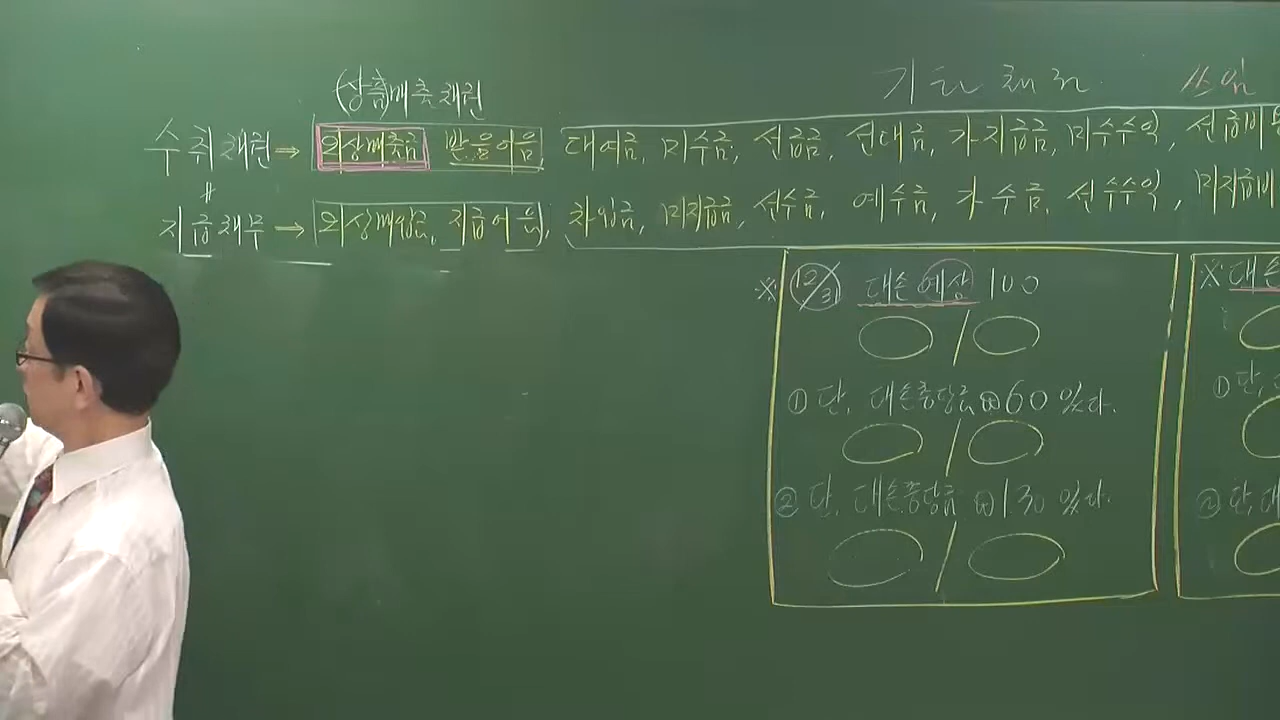 (상품)매출채권
기타채권
수취채권 ⇒ 외상매출금 받을어음, 대여금, 미수금, 선급금, 선대금, 가지급금, 미수수익, 선급비용
지급채무 ⇒ 외상매입금, 지급어음, 차입금, 미지급금, 선수금, 예수금, 가수금, 선수수익, 미지급비
※ 12/31 대손예상 100
/
① 단, 대손충당금 ₩60 있다.
/
② 단, 대손충당금 ₩130 있다.
/
※ 대손
① 단,
② 단, 대